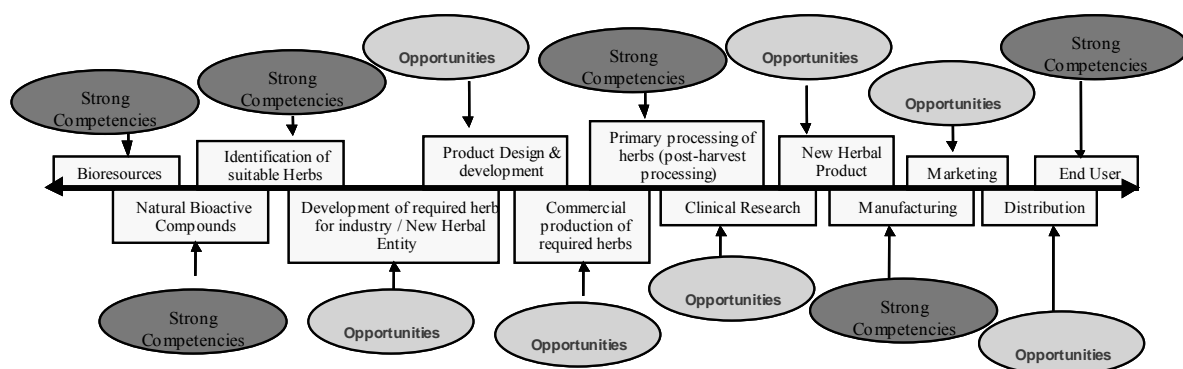 Strong
Competencies
Strong
Competencies
Opportunities
Strong
Competencies
Opportunities
Opportunities
Strong
Competencies
Bioresources
Identification of
suitable Herbs
Product Design &
development
Primary processing of
herbs (post-harvest
processing)
New Herbal
Product
Marketing
End User
Natural Bioactive
Compounds
Development of required herb
for industry / New Herbal
Entity
Commercial
production of
required herbs
Clinical Research
Manufacturing
Distribution
Strong
Competencies
Opportunities
Opportunities
Opportunities
Strong
Competencies
Opportunities